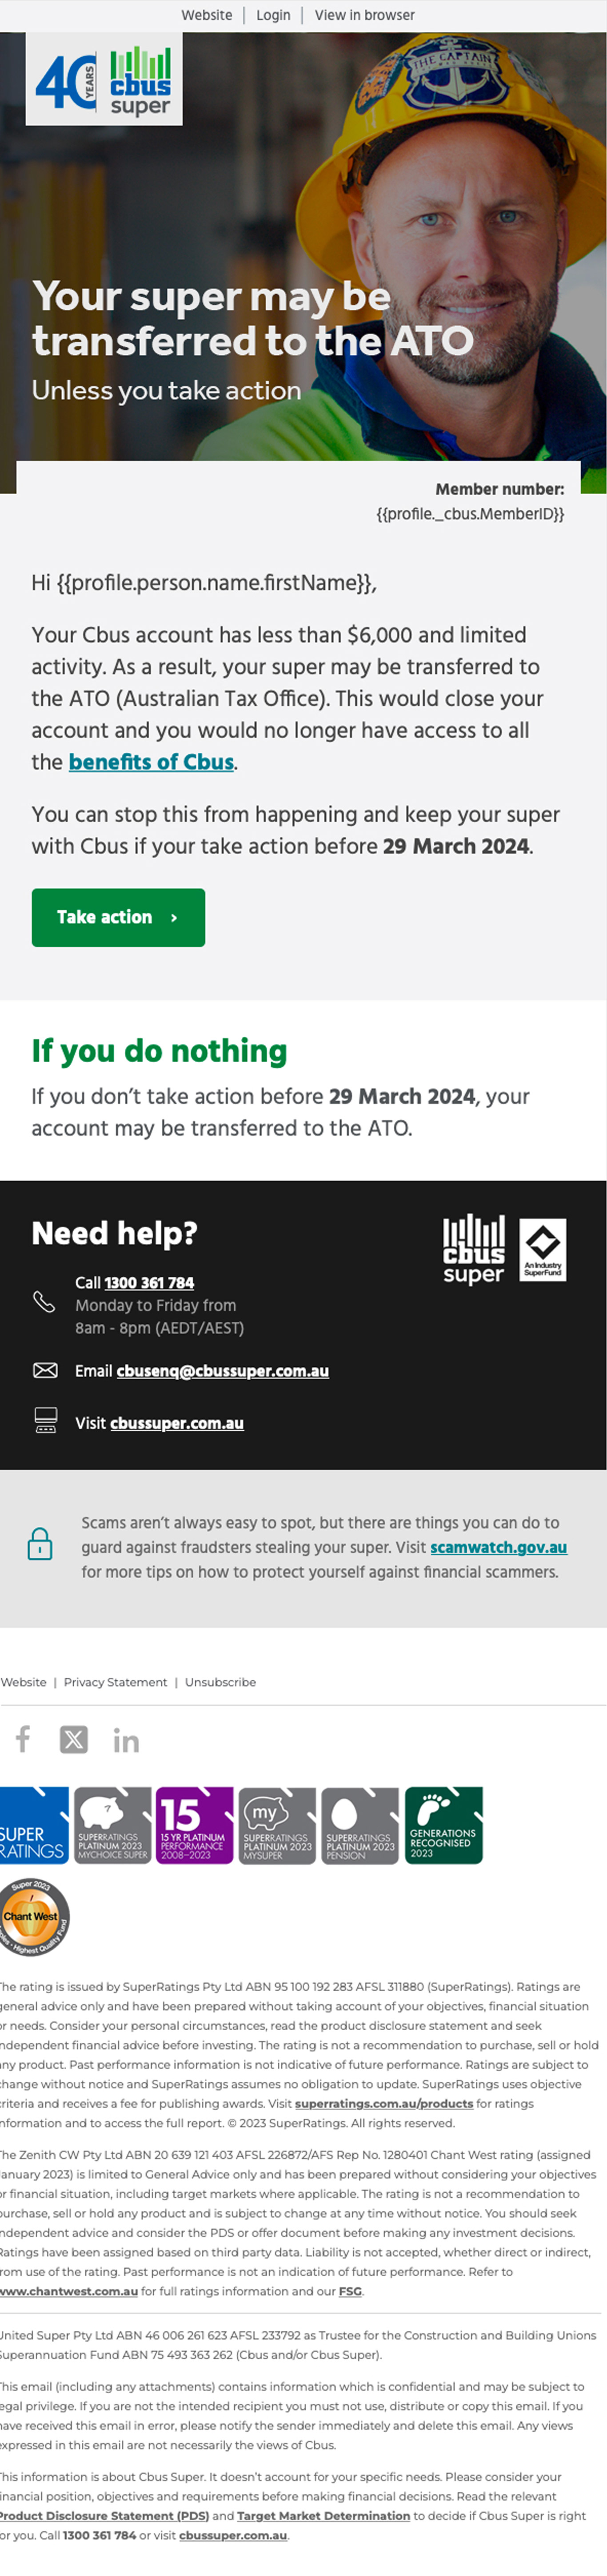 Website | Login | View in browser
40 YEARS
cbus
super
THE CAPTAIN
Your super may be
transferred to the ATO
Unless you take action
Member number:
{{profile._cbus.MemberID}}
Hi {{profile.person.name.firstName}},
Your Cbus account has less than $6,000 and limited
activity. As a result, your super may be transferred to
the ATO (Australian Tax Office). This would close your
account and you would no longer have access to all
the benefits of Cbus.
You can stop this from happening and keep your super
with Cbus if your take action before 29 March 2024.
Take action ›
If you do nothing
If you don't take action before 29 March 2024, your
account may be transferred to the ATO.
Need help?
cbus
super
An Industry
SuperFund
Call 1300 361 784
Monday to Friday from
8am - 8pm (AEDT/AEST)
Email cbusenq@cbussuper.com.au
Visit cbussuper.com.au
Scams aren't always easy to spot, but there are things you can do to
guard against fraudsters stealing your super. Visit scamwatch.gov.au
for more tips on how to protect yourself against financial scammers.
Website | Privacy Statement | Unsubscribe
f X in
SUPER
RATINGS
7
SUPERRATINGS
PLATINUM 2023
MYCHOICE SUPER
15
15 YR PLATINUM
PERFORMANCE
2008-2023
my
SUPERRATINGS
PLATINUM 2023
MYSUPER
SUPERRATINGS
PLATINUM 2023
PENSION
GENERATIONS
RECOGNISED
2023
Super 2023
Chant West
Highest Quality Fund
The rating is issued by SuperRatings Pty Ltd ABN 95 100 192 283 AFSL 311880 (SuperRatings). Ratings are
general advice only and have been prepared without taking account of your objectives, financial situation
or needs. Consider your personal circumstances, read the product disclosure statement and seek
independent financial advice before investing. The rating is not a recommendation to purchase, sell or hold
any product. Past performance information is not indicative of future performance. Ratings are subject to
change without notice and SuperRatings assumes no obligation to update. SuperRatings uses objective
criteria and receives a fee for publishing awards. Visit superratings.com.au/products for ratings
information and to access the full report. © 2023 SuperRatings. All rights reserved.
The Zenith CW Pty Ltd ABN 20 639 121 403 AFSL 226872/AFS Rep No. 1280401 Chant West rating (assigned
January 2023) is limited to General Advice only and has been prepared without considering your objectives
or financial situation, including target markets where applicable. The rating is not a recommendation to
purchase, sell or hold any product and is subject to change at any time without notice. You should seek
independent advice and consider the PDS or offer document before making any investment decisions.
Ratings have been assigned based on third party data. Liability is not accepted, whether direct or indirect,
from use of the rating. Past performance is not an indication of future performance. Refer to
www.chantwest.com.au for full ratings information and our FSG.
United Super Pty Ltd ABN 46 006 261 623 AFSL 233792 as Trustee for the Construction and Building Unions
Superannuation Fund ABN 75 493 363 262 (Cbus and/or Cbus Super).
This email (including any attachments) contains information which is confidential and may be subject to
legal privilege. If you are not the intended recipient you must not use, distribute or copy this email. If you
have received this email in error, please notify the sender immediately and delete this email. Any views
expressed in this email are not necessarily the views of Cbus.
This information is about Cbus Super. It doesn't account for your specific needs. Please consider your
financial position, objectives and requirements before making financial decisions. Read the relevant
Product Disclosure Statement (PDS) and Target Market Determination to decide if Cbus Super is right
for you. Call 1300 361 784 or visit cbussuper.com.au.